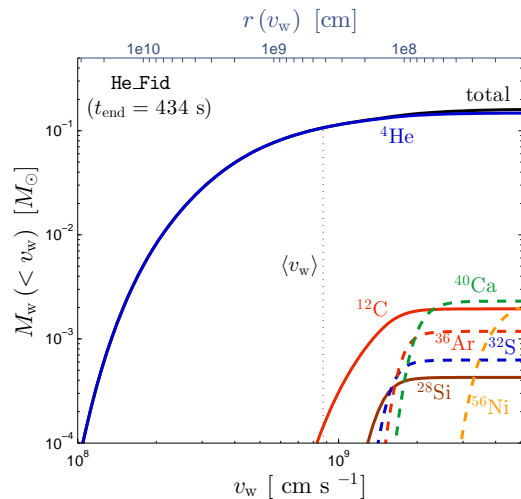 r (v_w) [cm]
1e10 1e9 1e8
He_Fid
(t_end = 434 s)
total
⁴He
⟨v_w⟩
⁴⁰Ca
¹²C
³⁶Ar
³²S
²⁸Si
⁵⁶Ni
M_w (< v_w) [M_⊙]
10⁻¹
10⁻²
10⁻³
10⁻⁴
10⁸ 10⁹
v_w [ cm s ⁻¹]